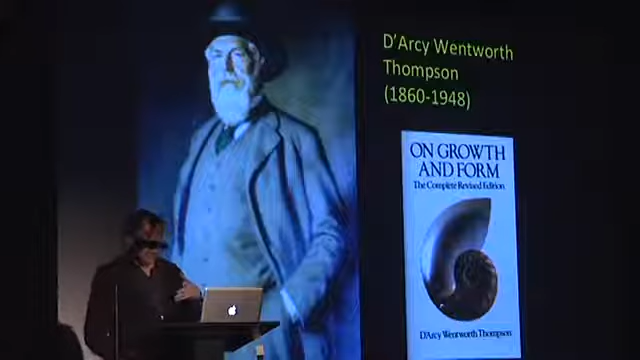 D'Arcy Wentworth
Thompson
(1860-1948)
ON GROWTH
AND FORM
The Complete Revised Edition
D'Arcy Wentworth Thompson